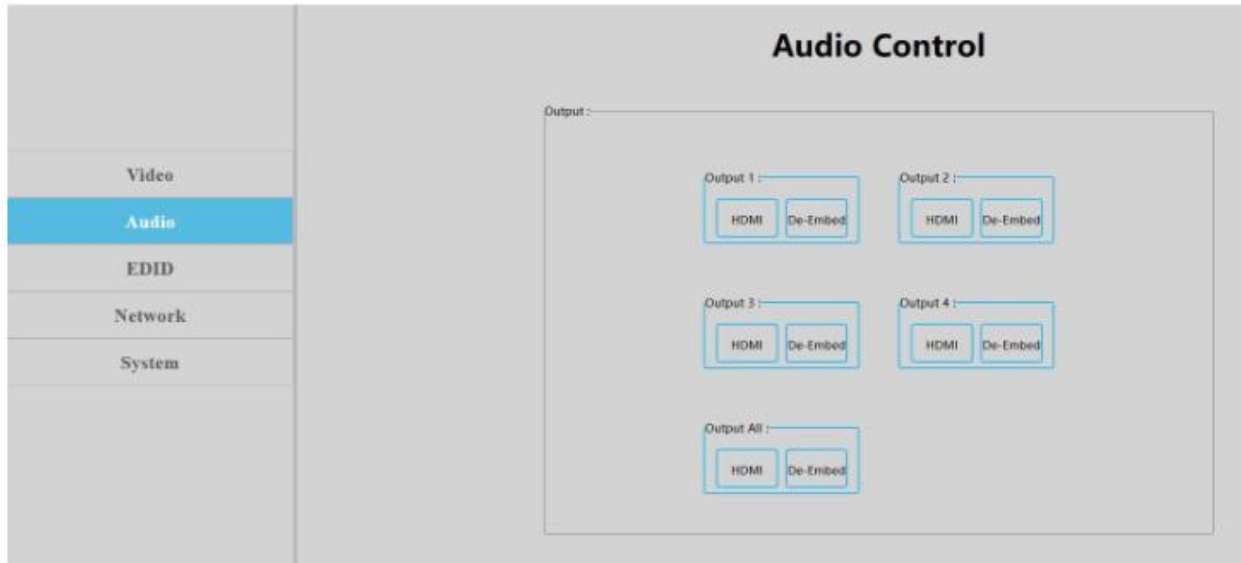 Audio Control
Output :
Video
Audio
EDID
Network
System
Output 1 :
HDMI De-Embed
Output 2 :
HDMI De-Embed
Output 3 :
HDMI De-Embed
Output 4 :
HDMI De-Embed
Output All :
HDMI De-Embed